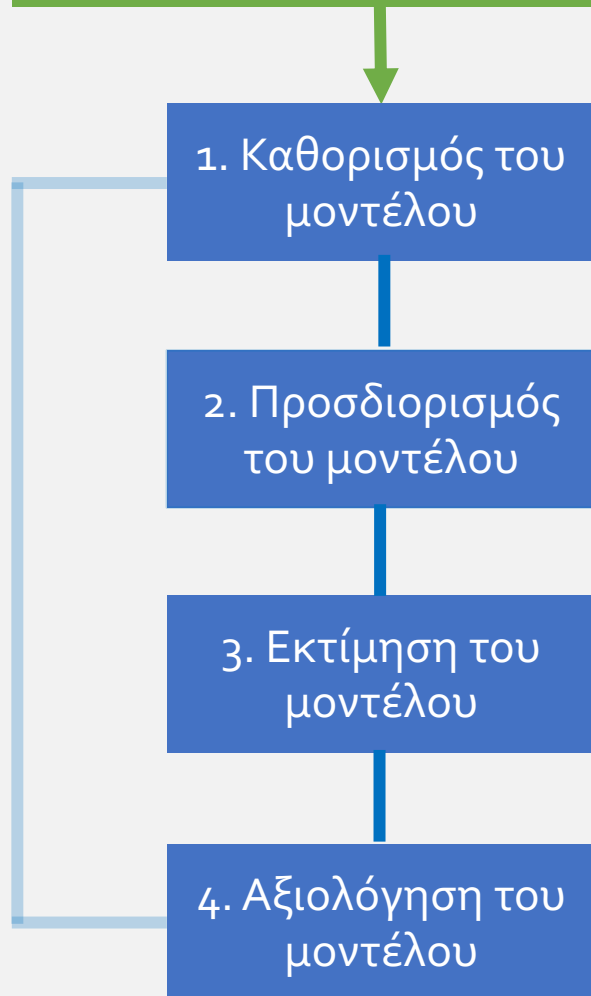 1. Καθορισμός του
μοντέλου
2. Προσδιορισμός
του μοντέλου
3. Εκτίμηση του
μοντέλου
4. Αξιολόγηση του
μοντέλου